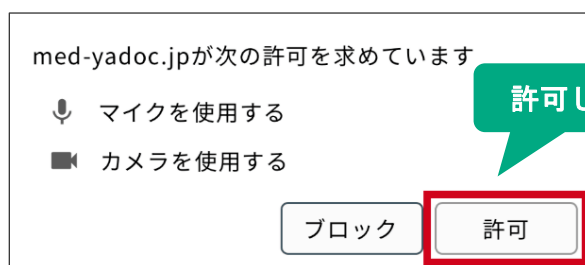 med-yadoc.jpが次の許可を求めています
マイクを使用する
許可し
カメラを使用する
ブロック
許可